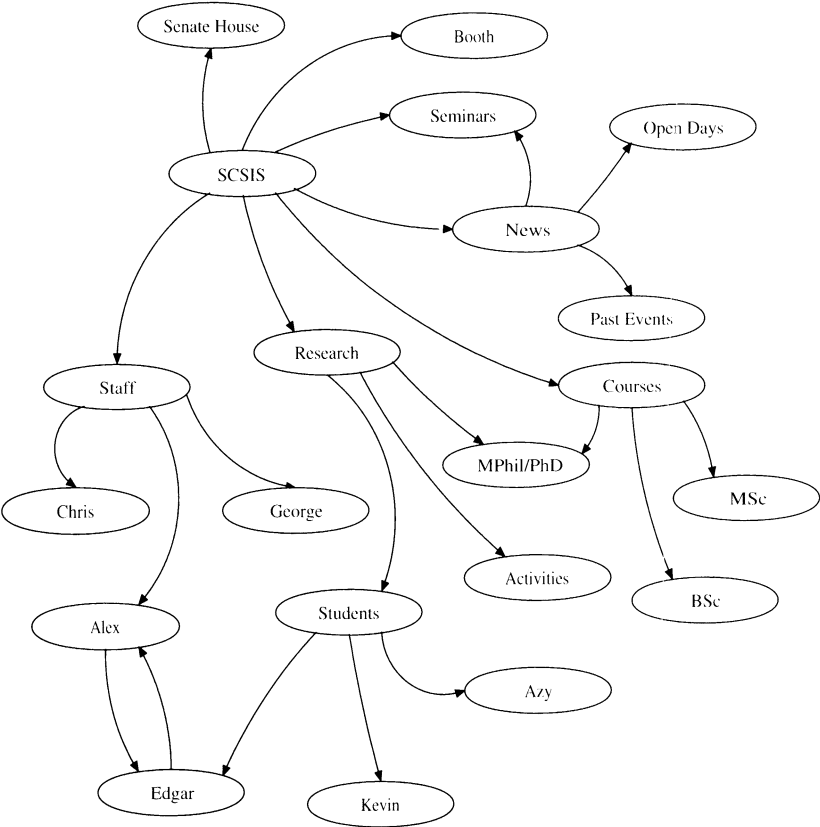 Senate House
Booth
Seminars
Open Days
SCSIS
News
Past Events
Research
Staff
Courses
MPhil/PhD
MSc
Chris
George
Activities
BSc
Students
Alex
Azy
Edgar
Kevin